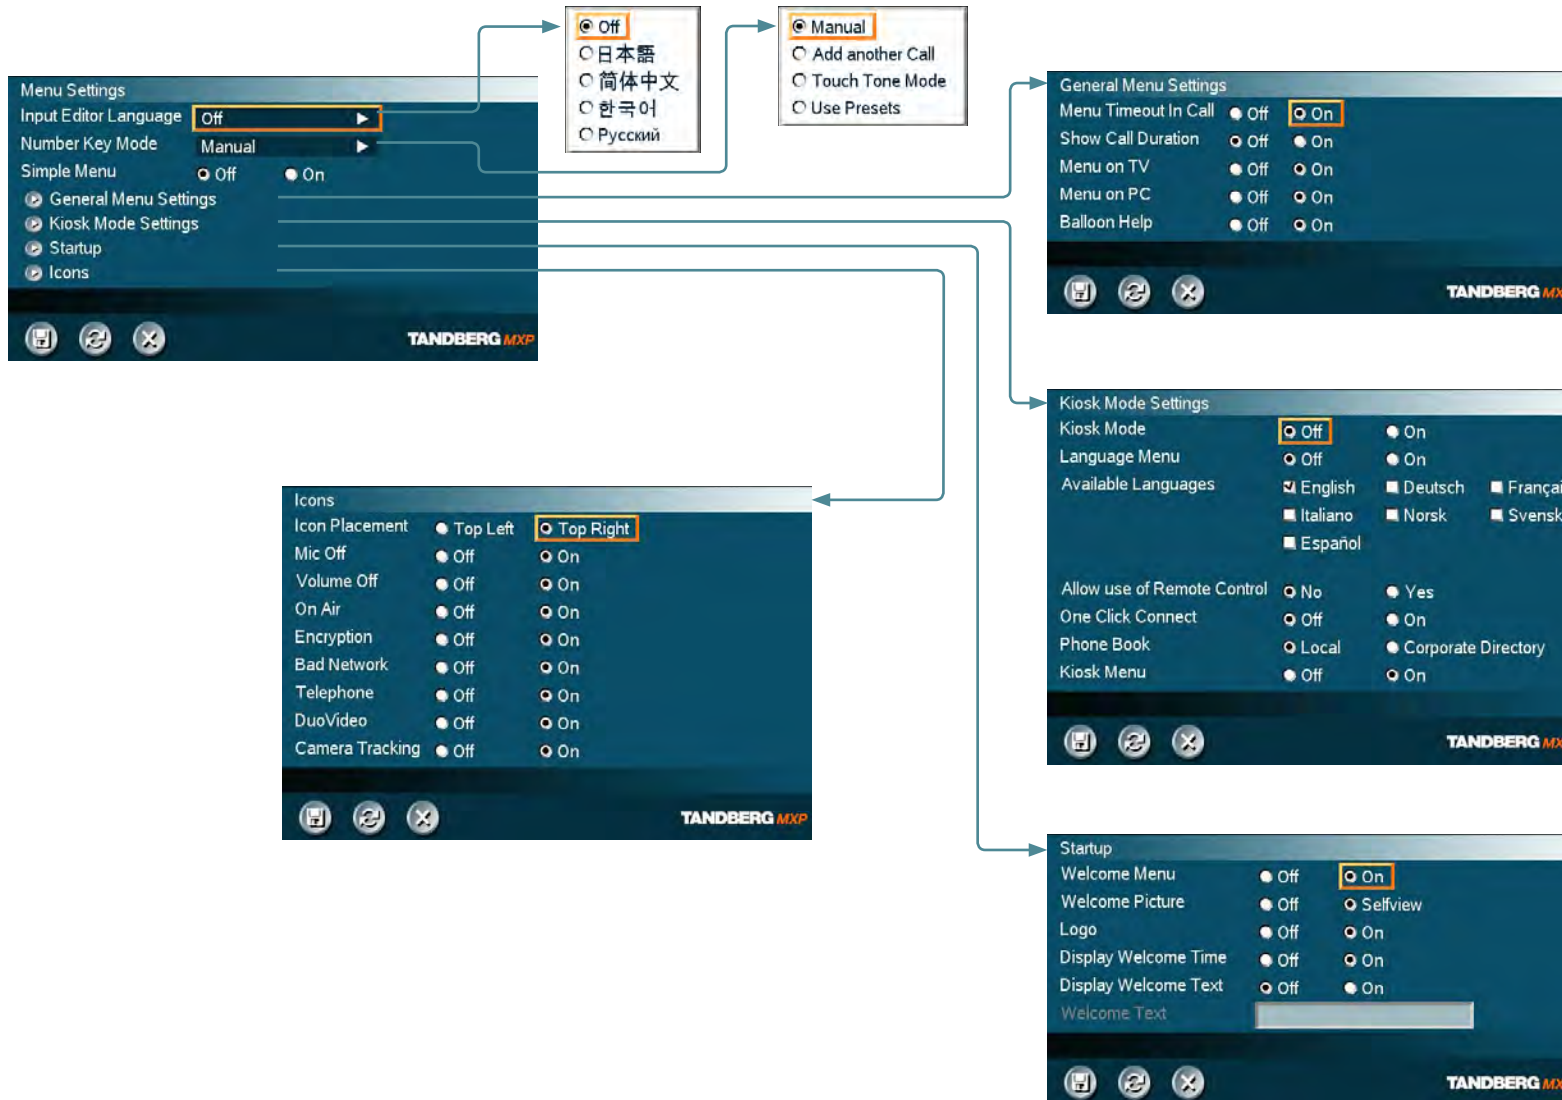 Menu Settings
Input Editor Language Off
Number Key Mode Manual
Simple Menu Off On
General Menu Settings
Kiosk Mode Settings
Startup
Icons
TANDBERG MXP
Off
日本語
简体中文
한국어
Русский
Manual
Add another Call
Touch Tone Mode
Use Presets
General Menu Settings
Menu Timeout In Call Off On
Show Call Duration Off On
Menu on TV Off On
Menu on PC Off On
Balloon Help Off On
TANDBERG MX
Kiosk Mode Settings
Kiosk Mode Off On
Language Menu Off On
Available Languages English Deutsch Françai
Italiano Norsk Svensk
Español
Allow use of Remote Control No Yes
One Click Connect Off On
Phone Book Local Corporate Directory
Kiosk Menu Off On
TANDBERG MX
Icons
Icon Placement Top Left Top Right
Mic Off Off On
Volume Off Off On
On Air Off On
Encryption Off On
Bad Network Off On
Telephone Off On
DuoVideo Off On
Camera Tracking Off On
TANDBERG MXP
Startup
Welcome Menu Off On
Welcome Picture Off Selfview
Logo Off On
Display Welcome Time Off On
Display Welcome Text Off On
Welcome Text
TANDBERG MX